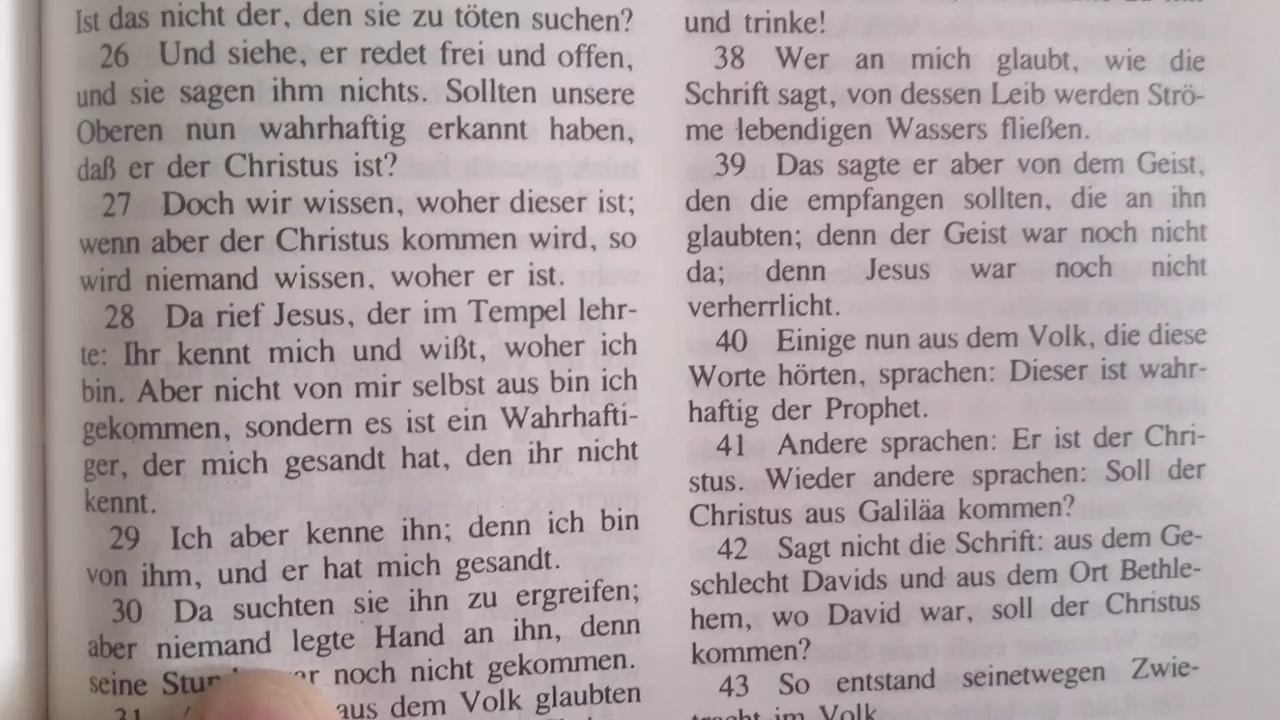 Ist das nicht der, den sie zu töten suchen?
26 Und siehe, er redet frei und offen,
und sie sagen ihm nichts. Sollten unsere
Oberen nun wahrhaftig erkannt haben,
daß er der Christus ist?
27 Doch wir wissen, woher dieser ist;
wenn aber der Christus kommen wird, so
wird niemand wissen, woher er ist.
28 Da rief Jesus, der im Tempel lehr-
te: Ihr kennt mich und wißt, woher ich
bin. Aber nicht von mir selbst aus bin ich
gekommen, sondern es ist ein Wahrhafti-
ger, der mich gesandt hat, den ihr nicht
kennt.
29 Ich aber kenne ihn; denn ich bin
von ihm, und er hat mich gesandt.
30 Da suchten sie ihn zu ergreifen;
aber niemand legte Hand an ihn, denn
seine noch nicht gekommen.
31 aus dem Volk glaubten
und trinke!
38 Wer an mich glaubt, wie die
Schrift sagt, von dessen Leib werden Strö-
me lebendigen Wassers fließen.
39 Das sagte er aber von dem Geist,
den die empfangen sollten, die an ihn
glaubten; denn der Geist war noch nicht
da; denn Jesus war noch nicht
verherrlicht.
40 Einige nun aus dem Volk, die diese
Worte hörten, sprachen: Dieser ist wahr-
haftig der Prophet.
41 Andere sprachen: Er ist der Chri-
stus. Wieder andere sprachen: Soll der
Christus aus Galiläa kommen?
42 Sagt nicht die Schrift: aus dem Ge-
schlecht Davids und aus dem Ort Bethle-
hem, wo David war, soll der Christus
kommen?
43 So entstand seinetwegen Zwie-
tracht im Volk